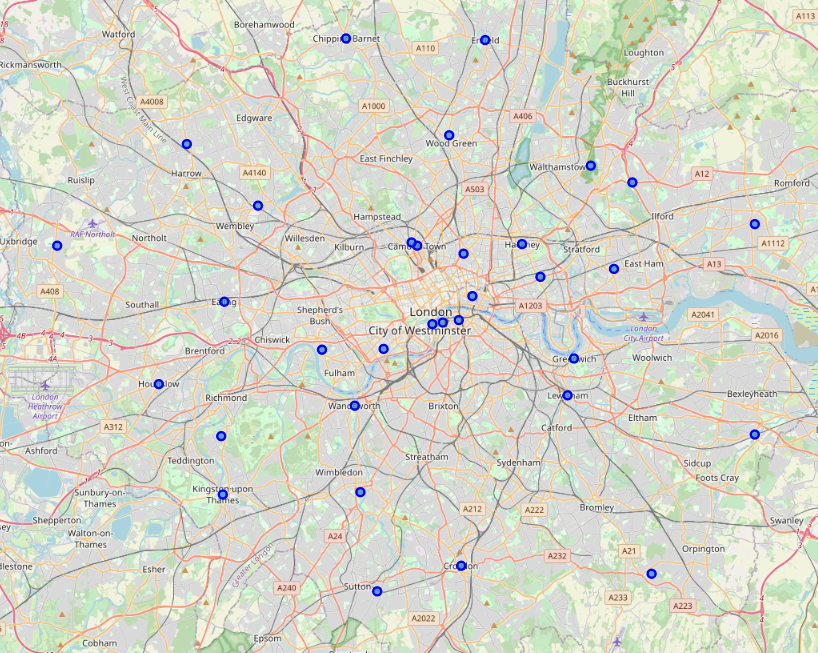 A113
Borehamwood
Watford
Chipping Barnet
Enfield
A110
Loughton
Rickmansworth
Buckhurst
Hill
A4008
A1000
West Coast Main Line
Edgware
A406
Wood Green
East Finchley
Walthamstow
Harrow
A4140
A12
Ruislip
A503
Romford
Hampstead
Ilford
RAF Northolt
Wembley
Uxbridge
Northolt
Willesden
Kilburn
Camden Town
Hackney
Stratford
A1112
East Ham
A13
A408
Southall
Ealing
Shepherd's
Bush
London
A1203
A2041
London
City Airport
City of Westminster
A2016
Chiswick
Brentford
Greenwich
Woolwich
Fulham
London
Heathrow
Airport
Hounslow
Richmond
Wandsworth
Brixton
Lewisham
Bexleyheath
Eltham
A312
Catford
Ashford
Teddington
Streatham
Sydenham
Sidcup
Foots Cray
Wimbledon
Sunbury-on-
Thames
Kingston upon
Thames
Shepperton
A212
A222
Bromley
Swanley
Walton-on-
Thames
A24
Orpington
A232
A21
Esher
Greater London
Croydon
A240
Sutton
A233
A223
A2022
Epsom
Cobham